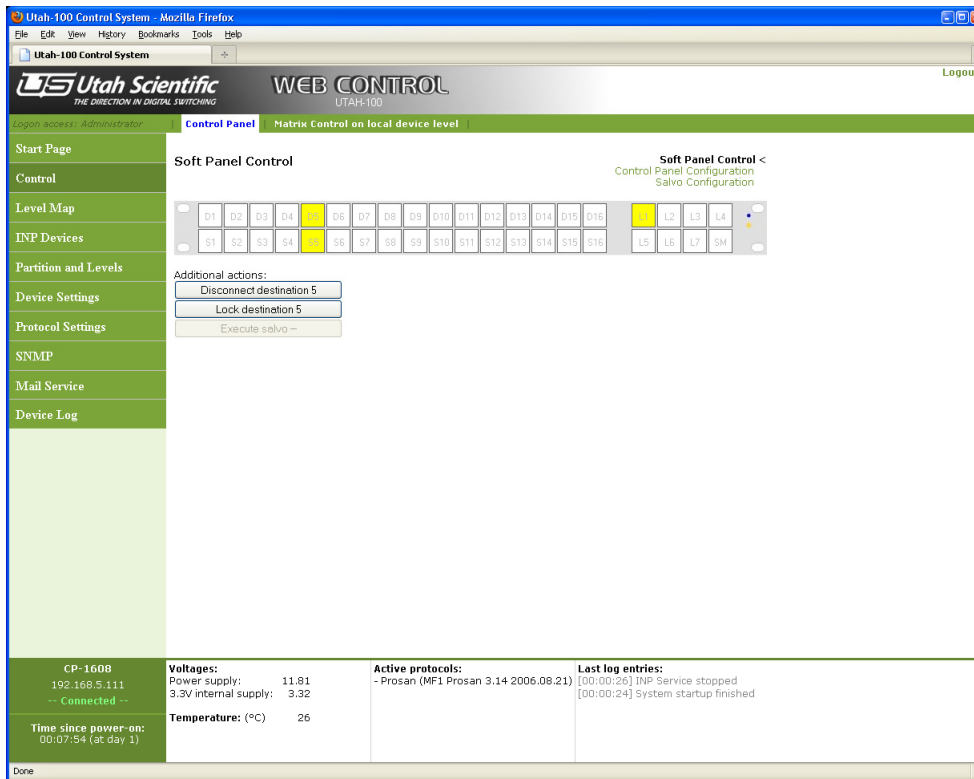 Utah-100 Control System - Mozilla Firefox
File Edit View History Bookmarks Tools Help
Utah-100 Control System
Utah Scientific
THE DIRECTION IN DIGITAL SWITCHING
WEB CONTROL
UTAH-100
Logou
Logon access: Administrator
Control Panel | Matrix Control on local device level |
Start Page
Control
Level Map
INP Devices
Partition and Levels
Device Settings
Protocol Settings
SNMP
Mail Service
Device Log
Soft Panel Control
Soft Panel Control <
Control Panel Configuration
Salvo Configuration
D1 D2 D3 D4 D5 D6 D7 D8 D9 D10 D11 D12 D13 D14 D15 D16 L1 L2 L3 L4
S1 S2 S3 S4 S5 S6 S7 S8 S9 S10 S11 S12 S13 S14 S15 S16 L5 L6 L7 SM
Additional actions:
Disconnect destination 5
Lock destination 5
Execute salvo --
CP-1608
192.168.5.111
-- Connected --
Time since power-on:
00:07:54 (at day 1)
Voltages:
Power supply: 11.81
3.3V internal supply: 3.32
Temperature: (°C) 26
Active protocols:
- Prosan (MF1 Prosan 3.14 2006.08.21)
Last log entries:
[00:00:26] INP Service stopped
[00:00:24] System startup finished
Done